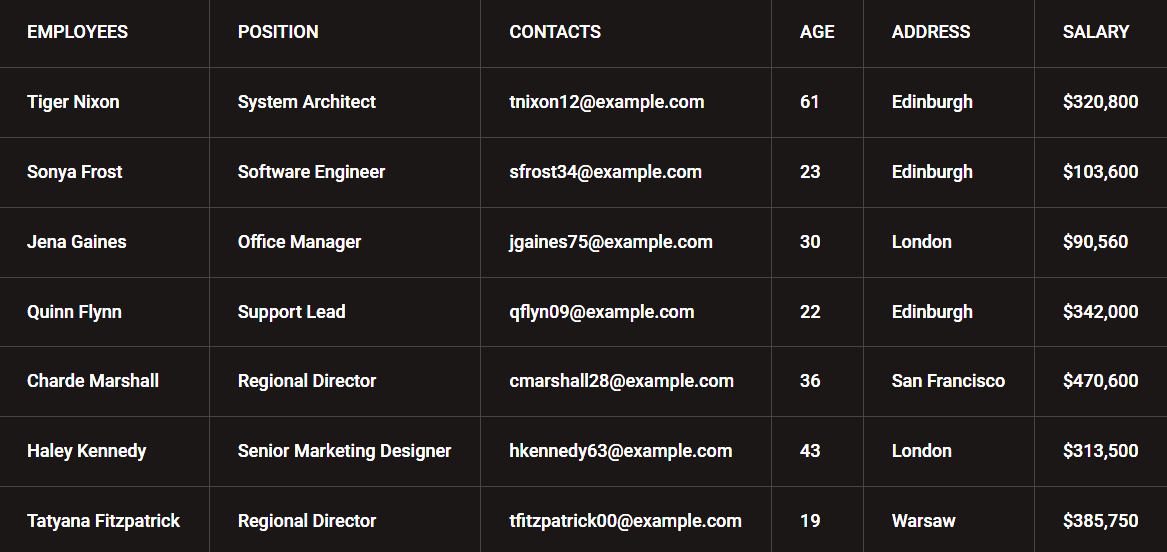 EMPLOYEES POSITION CONTACTS AGE ADDRESS SALARY
Tiger Nixon System Architect tnixon12@example.com 61 Edinburgh $320,800
Sonya Frost Software Engineer sfrost34@example.com 23 Edinburgh $103,600
Jena Gaines Office Manager jgaines75@example.com 30 London $90,560
Quinn Flynn Support Lead qflyn09@example.com 22 Edinburgh $342,000
Charde Marshall Regional Director cmarshall28@example.com 36 San Francisco $470,600
Haley Kennedy Senior Marketing Designer hkennedy63@example.com 43 London $313,500
Tatyana Fitzpatrick Regional Director tfitzpatrick00@example.com 19 Warsaw $385,750